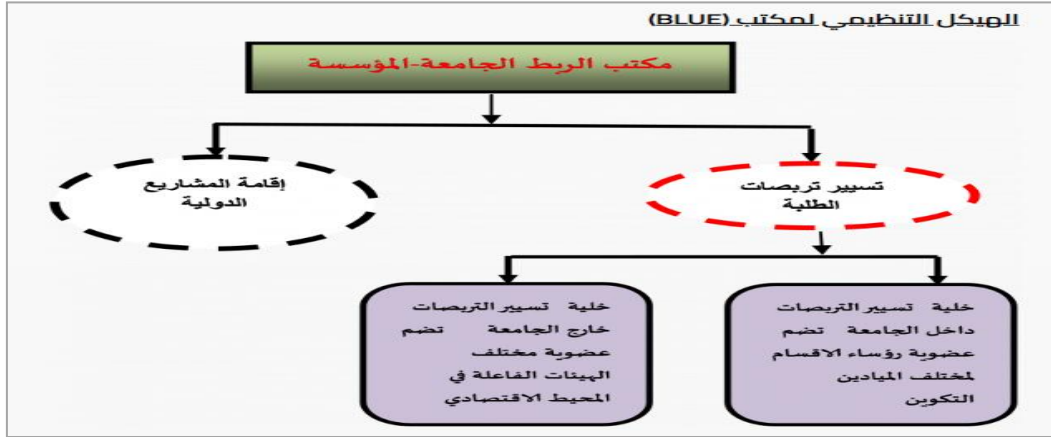 الهيكل التنظيمي لمكتب (BLUE)
مكتب الربط الجامعة-المؤسسة
تسيير تربصات
الطلبة
إقامة المشاريع
الدولية
خلية تسيير التربصات
داخل الجامعة تضم
عضوية رؤساء الاقسام
لمختلف الميادين
التكوين
خلية تسيير التربصات
خارج الجامعة تضم
عضوية مختلف
الهيئات الفاعلة في
المحيط الاقتصادي